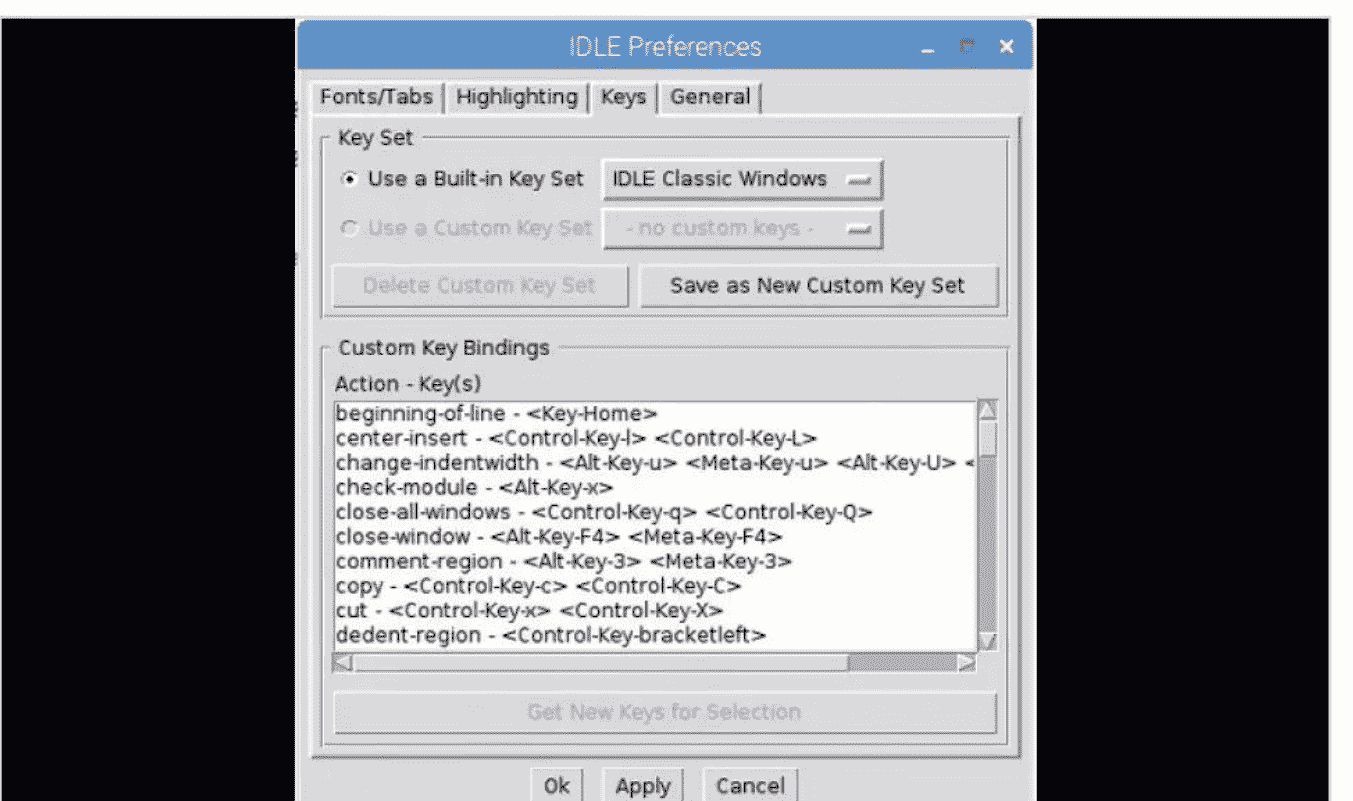 IDLE Preferences
Fonts/Tabs Highlighting Keys General
Key Set
Use a Built-in Key Set IDLE Classic Windows
Use a Custom Key Set - no custom keys -
Delete Custom Key Set Save as New Custom Key Set
Custom Key Bindings
Action - Key(s)
beginning-of-line - <Key-Home>
center-insert - <Control-Key-l> <Control-Key-L>
change-indentwidth - <Alt-Key-u> <Meta-Key-u> <Alt-Key-U> <
check-module - <Alt-Key-x>
close-all-windows - <Control-Key-q> <Control-Key-Q>
close-window - <Alt-Key-F4> <Meta-Key-F4>
comment-region - <Alt-Key-3> <Meta-Key-3>
copy - <Control-Key-c> <Control-Key-C>
cut - <Control-Key-x> <Control-Key-X>
dedent-region - <Control-Key-bracketleft>
Get New Keys for Selection
Ok Apply Cancel